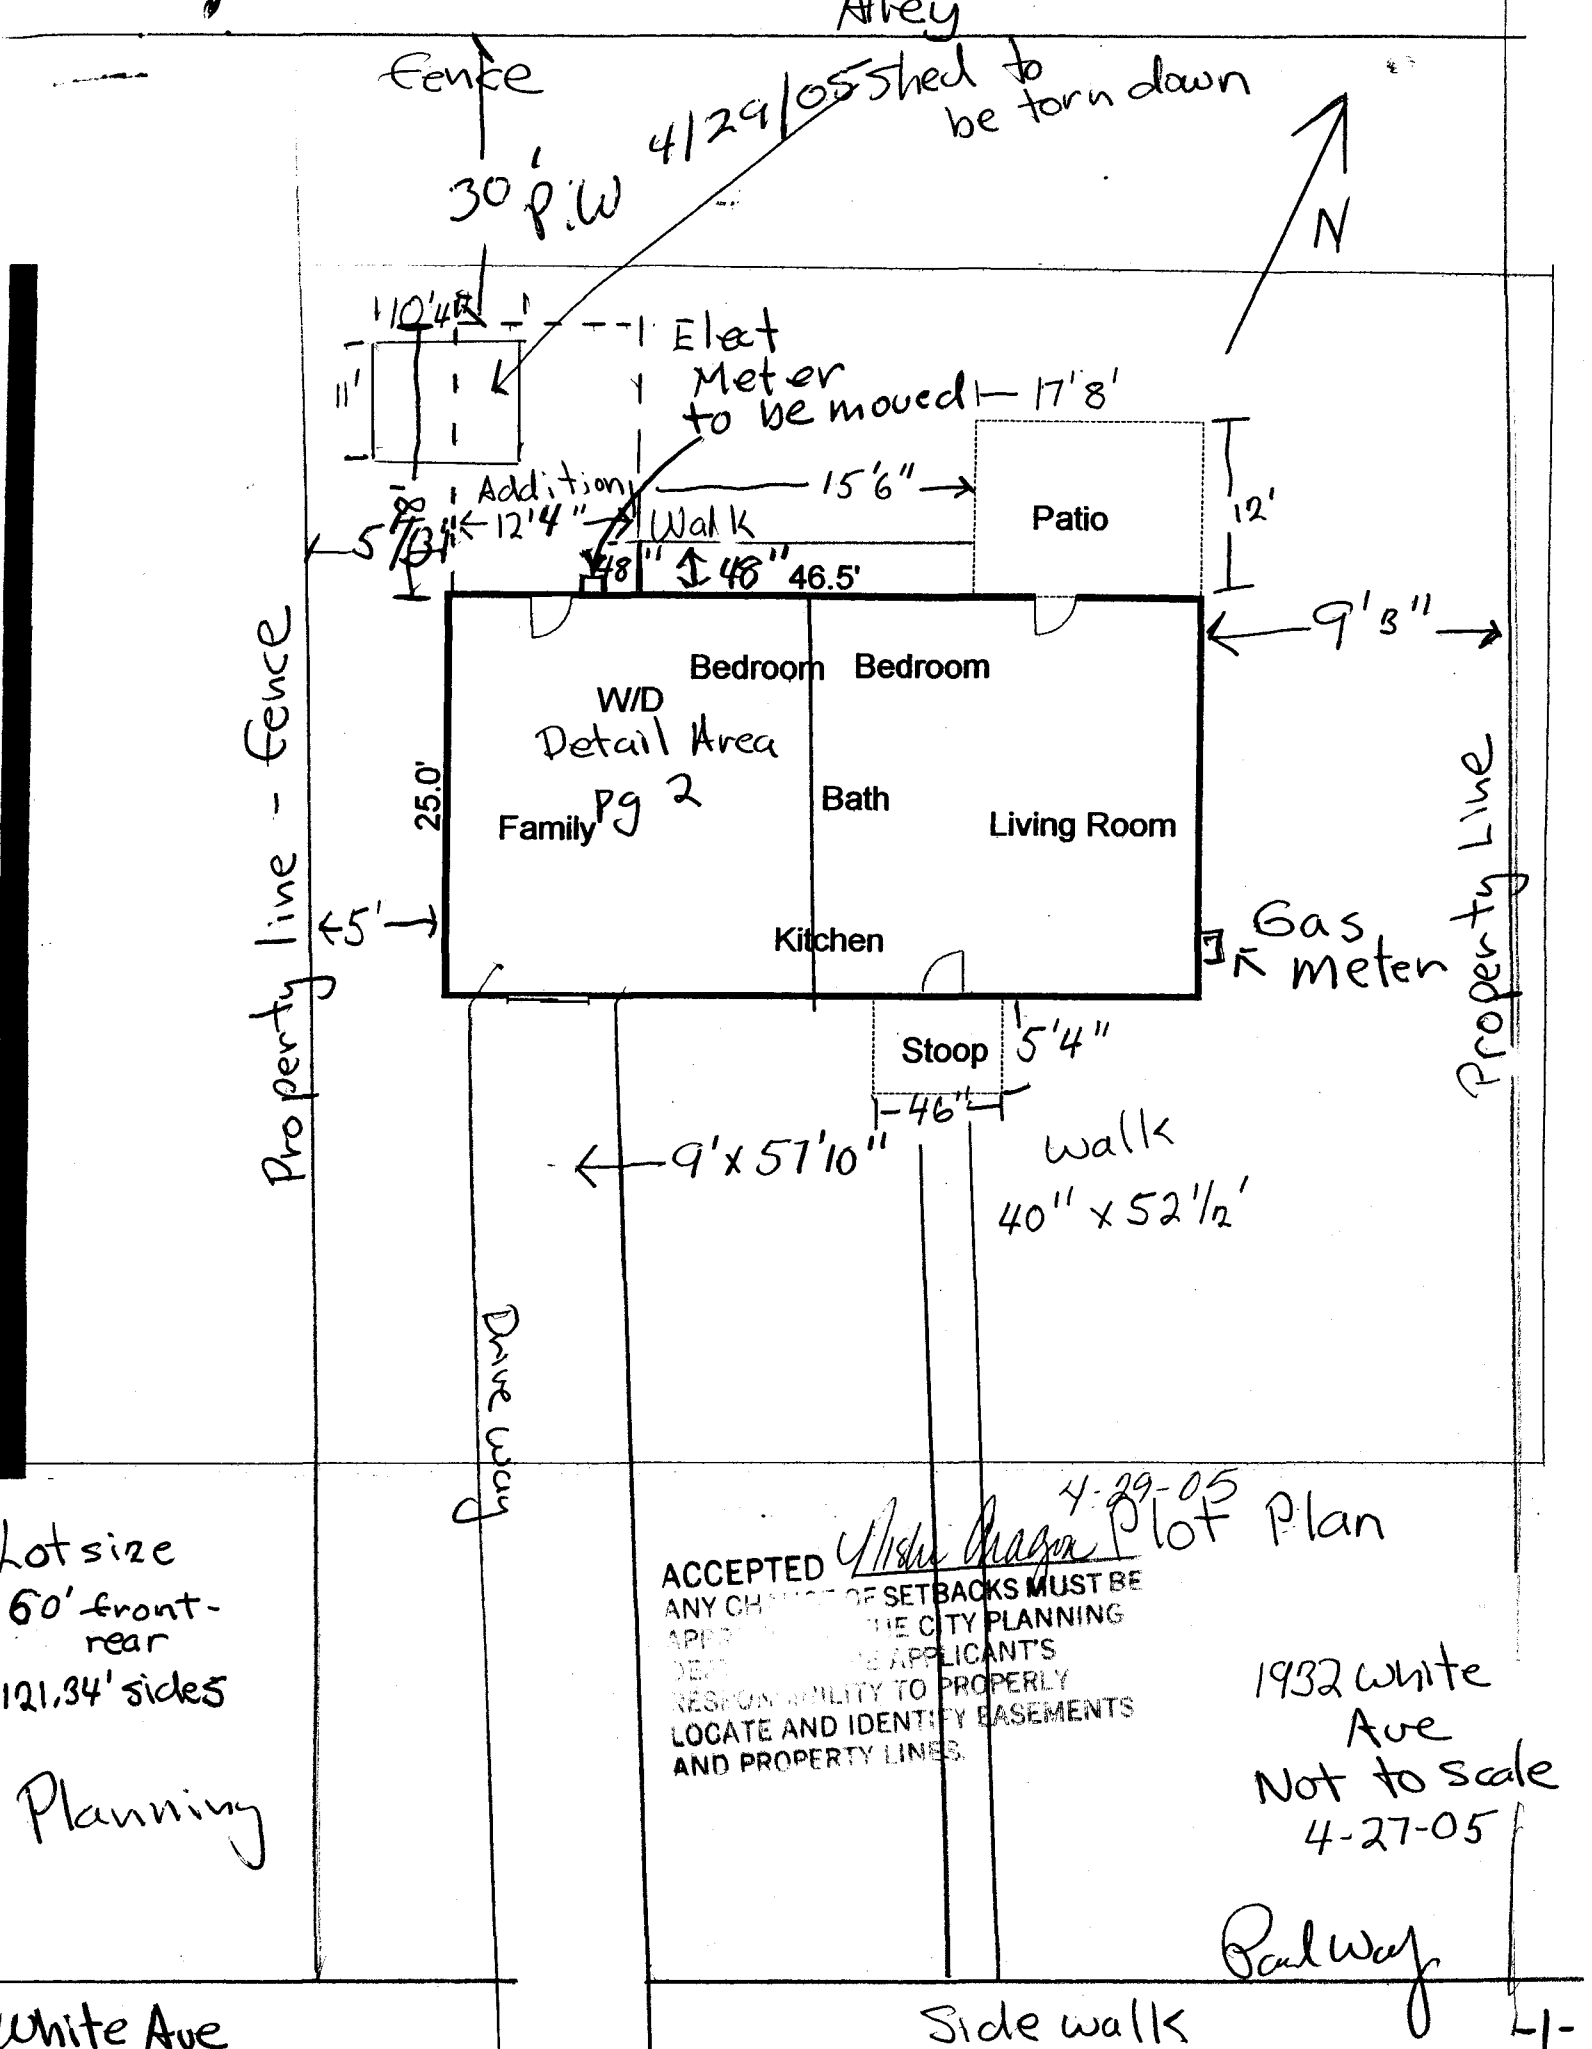 Alley
fence
4/29/05 Shed to
be torn down
30' P.W
N
10'4"
11'
Elect
Meter
to be moved
17'8'
Addition
12'4"
15'6"
Walk
Patio
12'
5'
48"
48"
46.5'
9'3"
Bedroom
Bedroom
W/D
Detail Area
pg 2
25.0'
Family
Bath
Living Room
Property line - fence
Property Line
5'
Kitchen
Gas
meter
Stoop
5'4"
46"
9' x 57'10"
walk
40" x 52 1/2'
Drive way
4-29-05
Plot Plan
ACCEPTED
ANY CHANGE OF SETBACKS MUST BE
THE CITY PLANNING
APPLICANT'S
RESPONSIBILITY TO PROPERLY
LOCATE AND IDENTIFY EASEMENTS
AND PROPERTY LINES.
Lot size
60' front-
rear
121.34' sides
Planning
1932 White
Ave
Not to scale
4-27-05
White Ave
Side walk